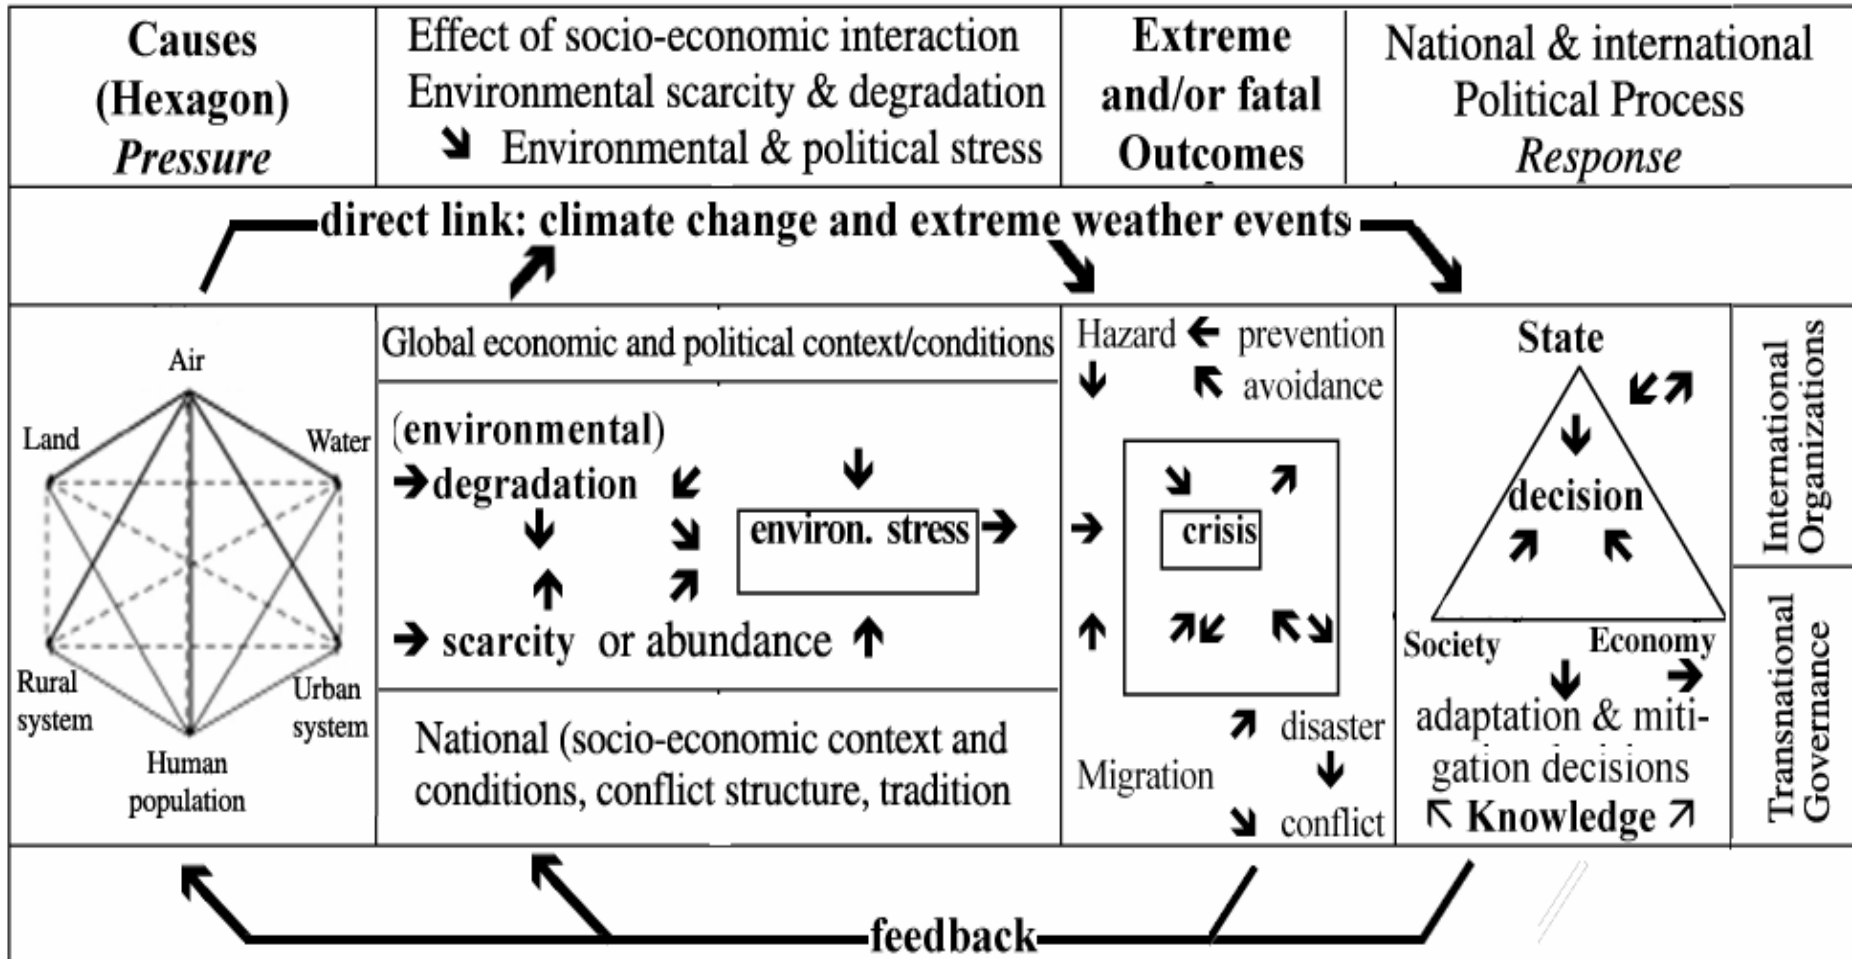 Causes
(Hexagon)
Pressure
Effect of socio-economic interaction
Environmental scarcity & degradation
Environmental & political stress
Extreme
and/or fatal
Outcomes
National & international
Political Process
Response
direct link: climate change and extreme weather events
Air
Land
Water
Rural
system
Urban
system
Human
population
Global economic and political context/conditions
(environmental)
degradation
environ. stress
scarcity or abundance
National (socio-economic context and
conditions, conflict structure, tradition
Hazard
prevention
avoidance
crisis
disaster
Migration
conflict
State
decision
Society
Economy
adaptation & miti-
gation decisions
Knowledge
International
Organizations
Transnational
Governance
feedback